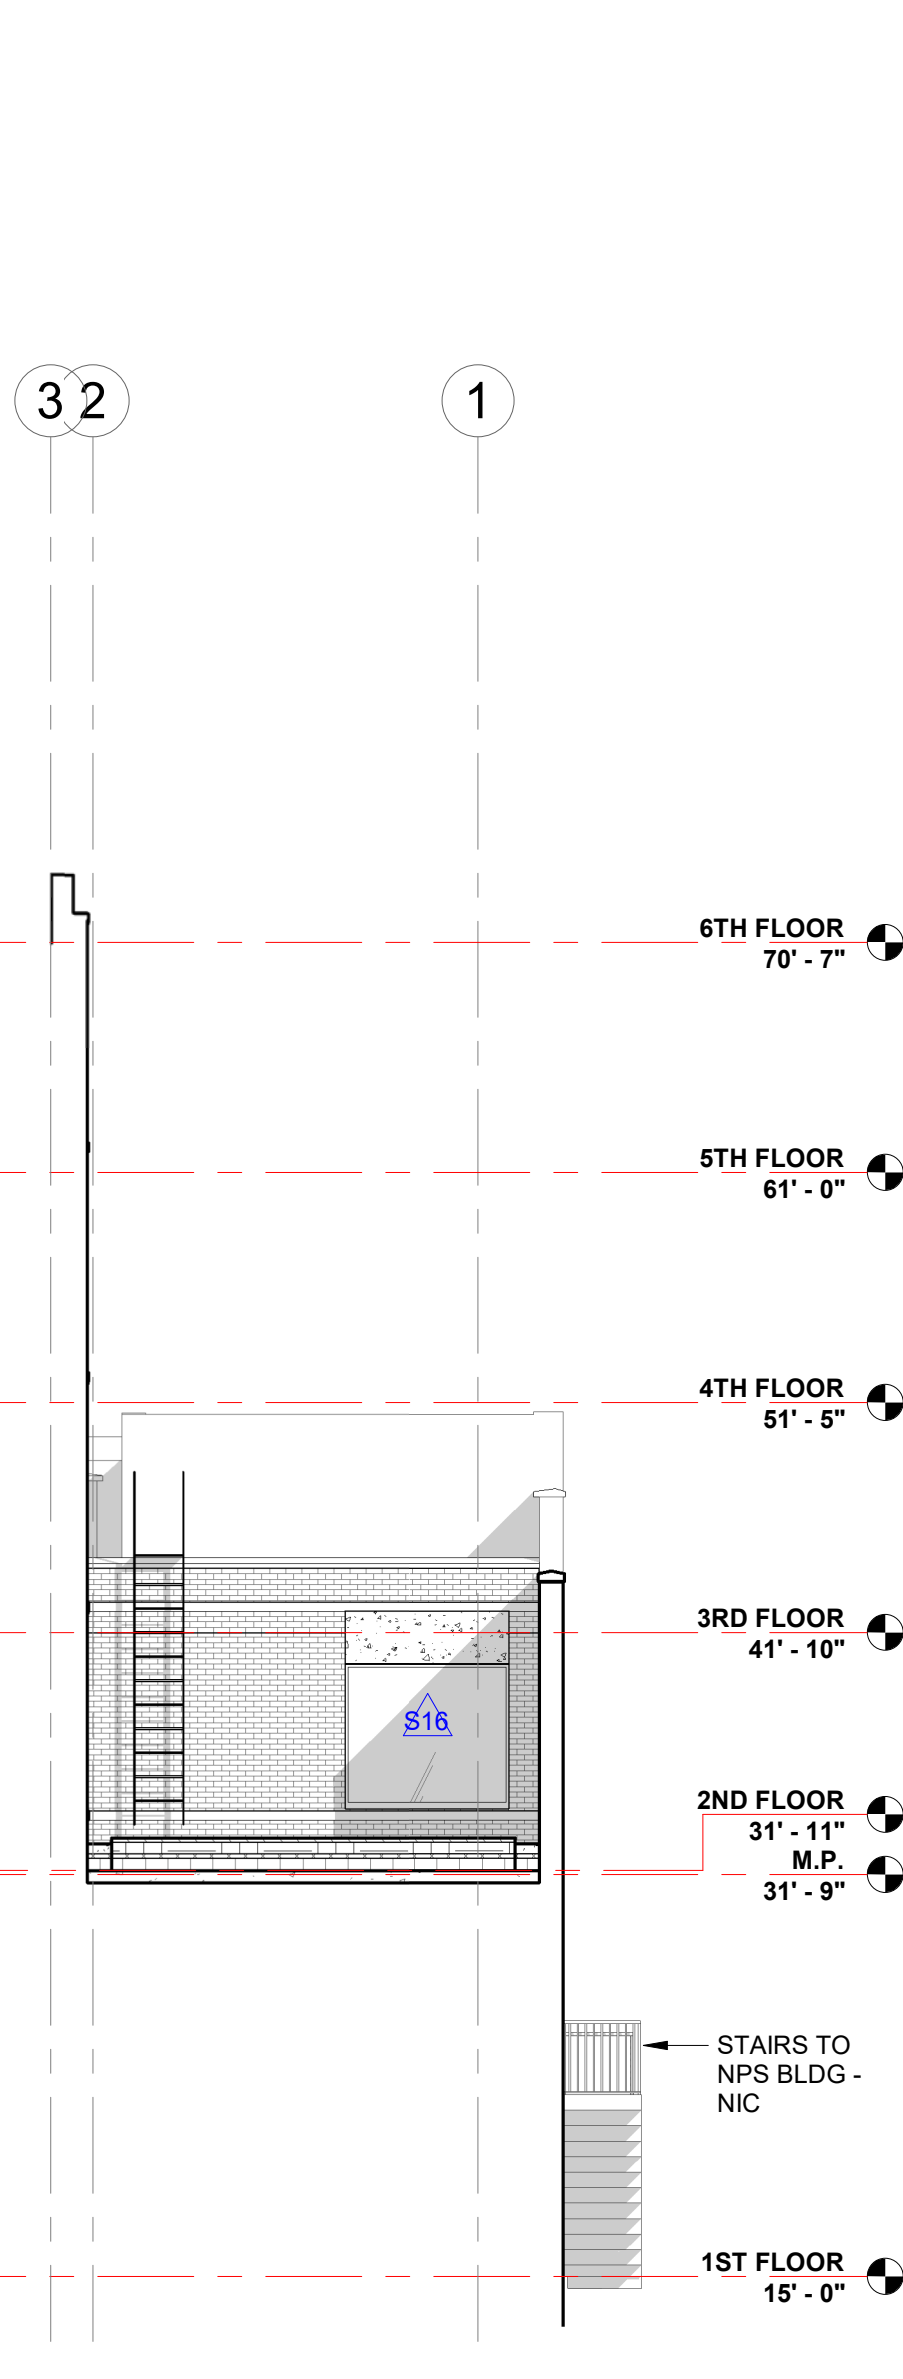 3 2 1
6TH FLOOR
70' - 7"
5TH FLOOR
61' - 0"
4TH FLOOR
51' - 5"
3RD FLOOR
41' - 10"
S16
2ND FLOOR
31' - 11"
M.P.
31' - 9"
STAIRS TO
NPS BLDG -
NIC
1ST FLOOR
15' - 0"